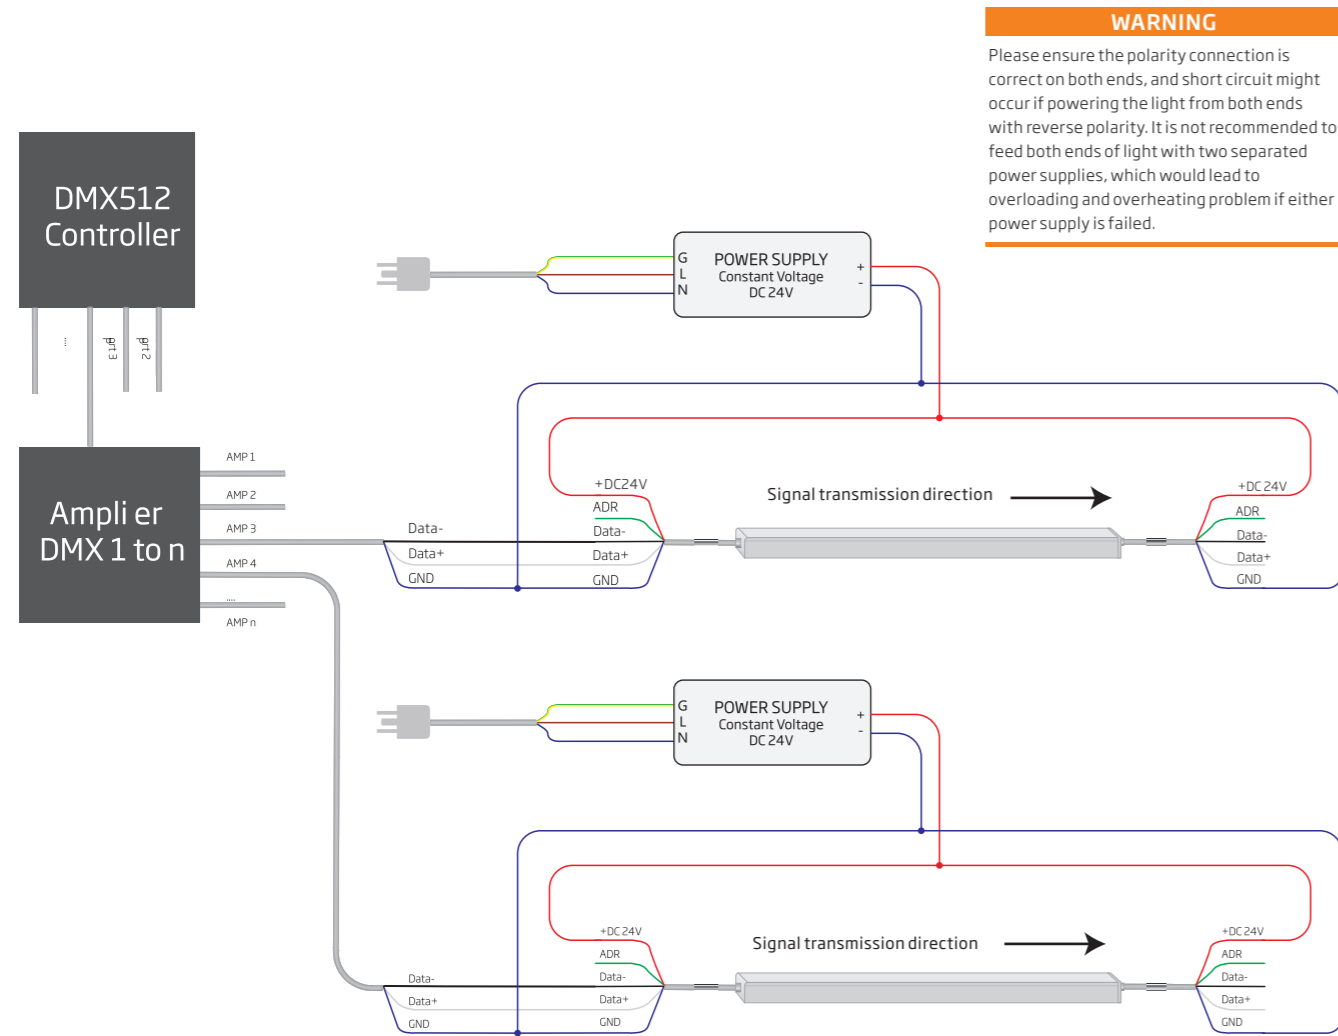 WARNING
Please ensure the polarity connection is
correct on both ends, and short circuit might
occur if powering the light from both ends
with reverse polarity. It is not recommended to
feed both ends of light with two separated
power supplies, which would lead to
overloading and overheating problem if either
power supply is failed.
DMX512
Controller
....
prt 3
prt 2
Ampli er
DMX 1 to n
AMP 1
AMP 2
AMP 3
AMP 4
....
AMP n
G
L
N
POWER SUPPLY
Constant Voltage
DC 24V
+
-
+DC24V
ADR
Data-
Data+
GND
Data-
Data+
GND
Signal transmission direction
+DC 24V
ADR
Data-
Data+
GND
G
L
N
POWER SUPPLY
Constant Voltage
DC 24V
+
-
+DC 24V
ADR
Data-
Data+
GND
Data-
Data+
GND
Signal transmission direction
+DC 24V
ADR
Data-
Data+
GND